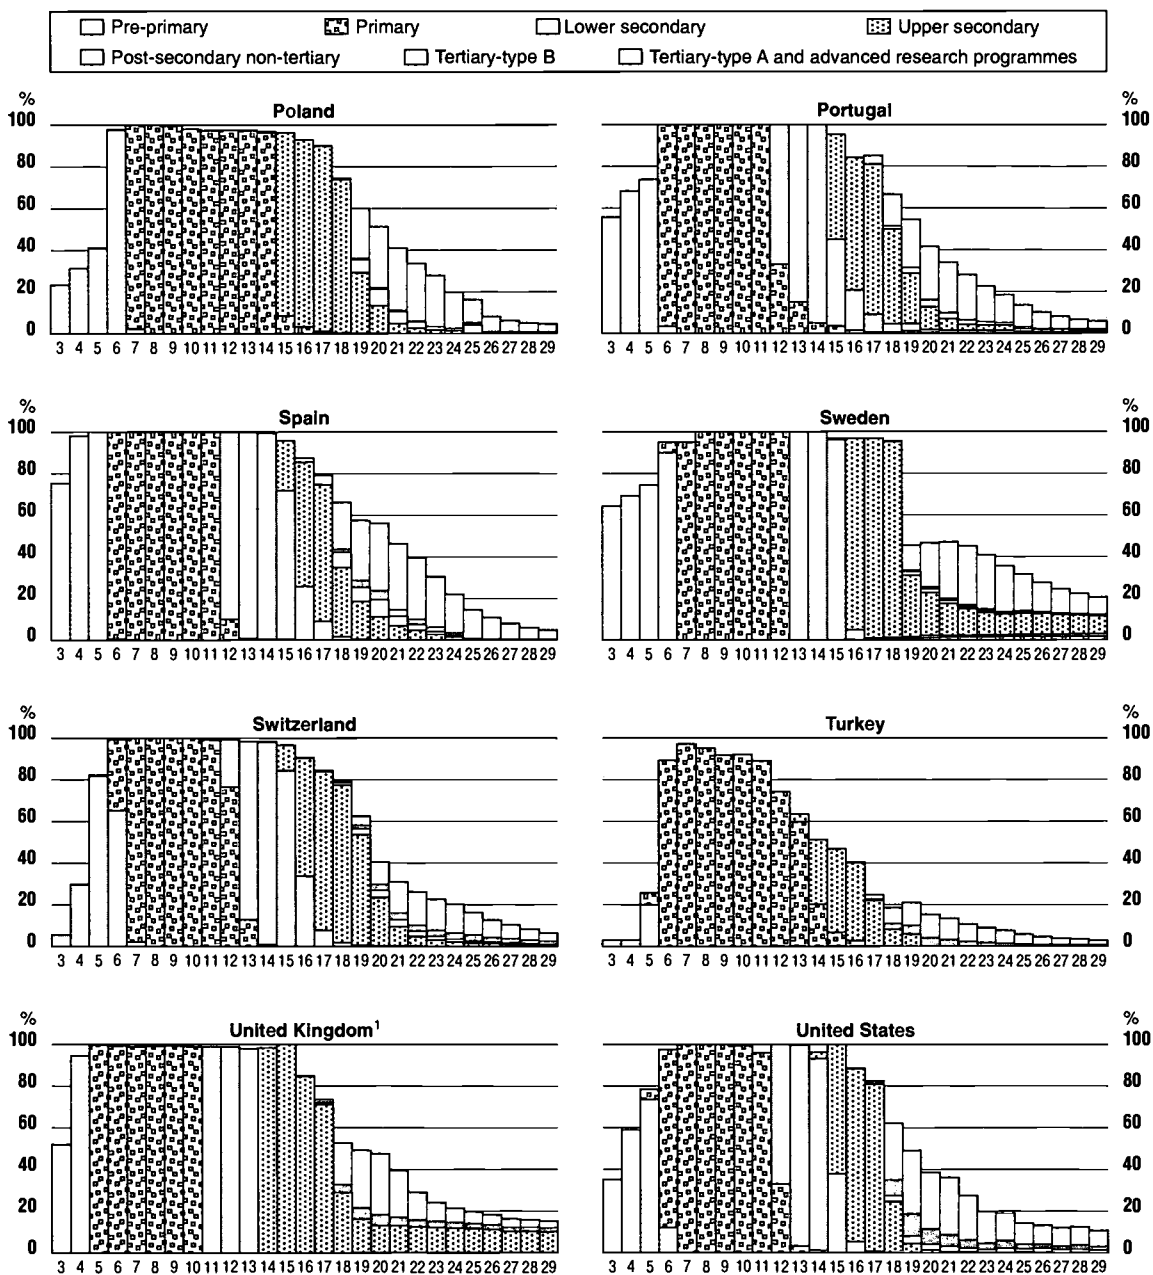 Pre-primary Primary Lower secondary Upper secondary
Post-secondary non-tertiary Tertiary-type B Tertiary-type A and advanced research programmes
% Poland Portugal %
100 100
80 80
60 60
40 40
20 20
0 0
3 4 5 6 7 8 9 10 11 12 13 14 15 16 17 18 19 20 21 22 23 24 25 26 27 28 29 3 4 5 6 7 8 9 10 11 12 13 14 15 16 17 18 19 20 21 22 23 24 25 26 27 28 29
% Spain Sweden %
100 100
80 80
60 60
40 40
20 20
0 0
3 4 5 6 7 8 9 10 11 12 13 14 15 16 17 18 19 20 21 22 23 24 25 26 27 28 29 3 4 5 6 7 8 9 10 11 12 13 14 15 16 17 18 19 20 21 22 23 24 25 26 27 28 29
% Switzerland Turkey %
100 100
80 80
60 60
40 40
20 20
0 0
3 4 5 6 7 8 9 10 11 12 13 14 15 16 17 18 19 20 21 22 23 24 25 26 27 28 29 3 4 5 6 7 8 9 10 11 12 13 14 15 16 17 18 19 20 21 22 23 24 25 26 27 28 29
% United Kingdom¹ United States %
100 100
80 80
60 60
40 40
20 20
0 0
3 4 5 6 7 8 9 10 11 12 13 14 15 16 17 18 19 20 21 22 23 24 25 26 27 28 29 3 4 5 6 7 8 9 10 11 12 13 14 15 16 17 18 19 20 21 22 23 24 25 26 27 28 29